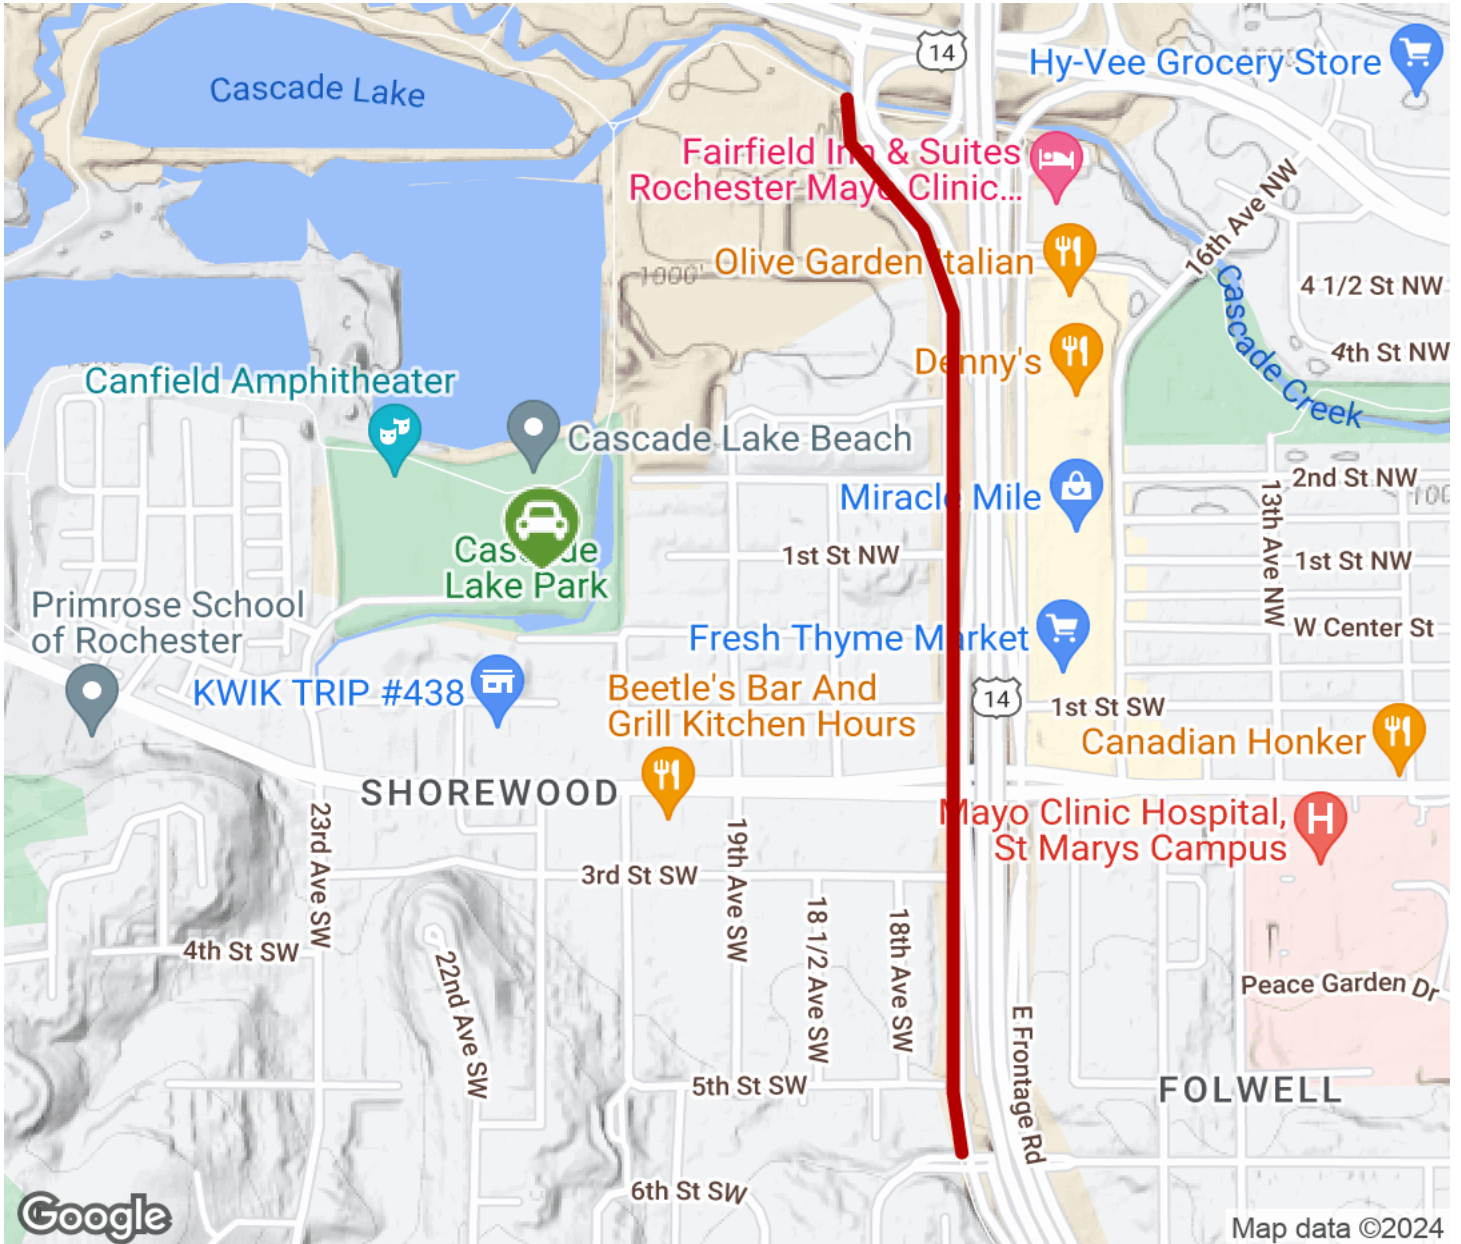 14
Hy-Vee Grocery Store
Cascade Lake
Fairfield Inn & Suites
Rochester Mayo Clinic...
16th Ave NW
Olive Garden Italian
1000'
Cascade Creek
4 1/2 St NW
4th St NW
Denny's
Canfield Amphitheater
Cascade Lake Beach
2nd St NW
Miracle Mile
13th Ave NW
Cascade
Lake Park
1st St NW
1st St NW
Primrose School
of Rochester
Fresh Thyme Market
W Center St
KWIK TRIP #438
Beetle's Bar And
Grill Kitchen Hours
14
1st St SW
Canadian Honker
SHOREWOOD
Mayo Clinic Hospital,
St Marys Campus
23rd Ave SW
19th Ave SW
3rd St SW
18 1/2 Ave SW
18th Ave SW
4th St SW
22nd Ave SW
Peace Garden Dr
E Frontage Rd
5th St SW
FOLWELL
6th St SW
Google
Map data ©2024